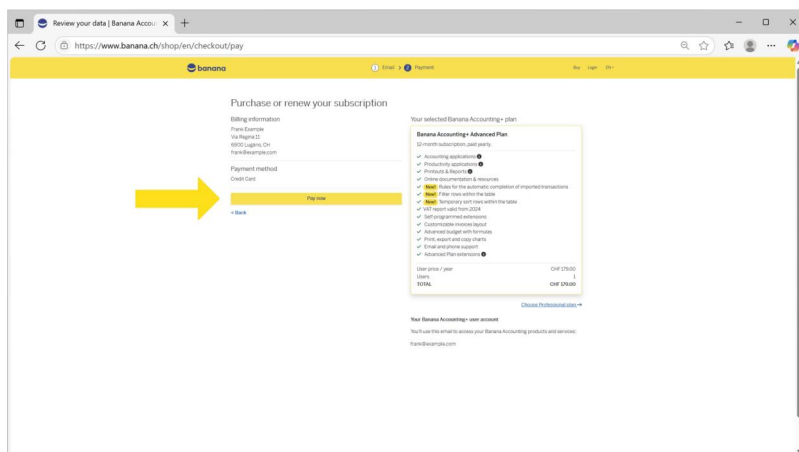 Review your data | Banana Accou
https://www.banana.ch/shop/en/checkout/pay
banana
1 Email > 2 Payment
Buy Login EN
Purchase or renew your subscription
Billing information
Frank Example
Via Regina 11
6900 Lugano, CH
frank@example.com
Payment method
Credit Card
Pay now
< Back
Your selected Banana Accounting+ plan
Banana Accounting+ Advanced Plan
12-month subscription, paid yearly.
Accounting applications
Productivity applications
Printouts & Reports
Online documentation & resources
New! Rules for the automatic completion of imported transactions
New! Filter rows within the table
New! Temporary sort rows within the table
VAT report valid from 2024
Self-programmed extensions
Customizable invoices layout
Advanced budget with formulas
Print, export and copy charts
Email and phone support
Advanced Plan extensions
User price / year CHF 179.00
Users 1
TOTAL CHF 179.00
Choose Professional plan →
Your Banana Accounting+ user account
You'll use this email to access your Banana Accounting products and services:
frank@example.com